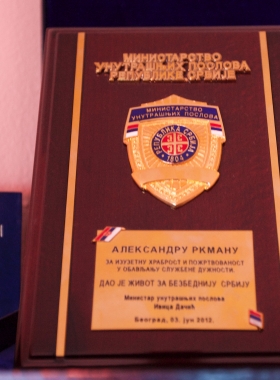 МИНИСТАРСТВО
УНУТРАШЊИХ ПОСЛОВА
РЕПУБЛИКЕ СРБИЈЕ
МИНИСТАРСТВО
УНУТРАШЊИХ ПОСЛОВА
РЕПУБЛИКА СРБИЈА
1804
АЛЕКСАНДРУ РКМАНУ
ЗА ИЗУЗЕТНУ ХРАБРОСТ И ПОЖРТВОВАНОСТ
У ОБАВЉАЊУ СЛУЖБЕНЕ ДУЖНОСТИ.
ДАО ЈЕ ЖИВОТ ЗА БЕЗБЕДНИЈУ СРБИЈУ
Министар унутрашњих послова
Ивица Дачић
Београд, 03. јун 2012.